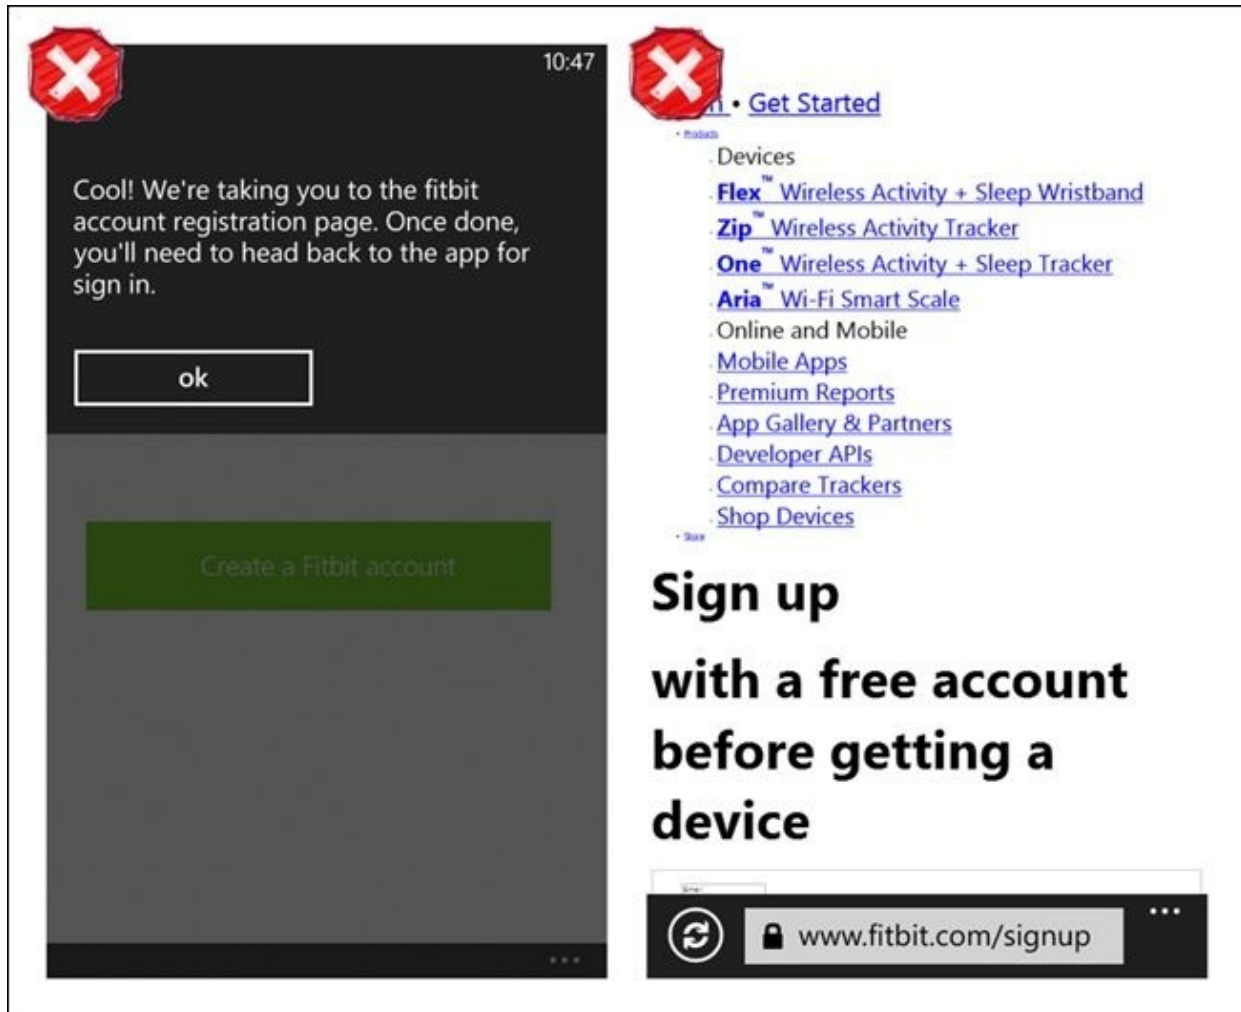 10:47
Cool! We're taking you to the fitbit
account registration page. Once done,
you'll need to head back to the app for
sign in.
ok
Create a Fitbit account
• Get Started
Products
Devices
Flex™ Wireless Activity + Sleep Wristband
Zip™ Wireless Activity Tracker
One™ Wireless Activity + Sleep Tracker
Aria™ Wi-Fi Smart Scale
Online and Mobile
Mobile Apps
Premium Reports
App Gallery & Partners
Developer APIs
Compare Trackers
Shop Devices
Store
Sign up
with a free account
before getting a
device
www.fitbit.com/signup